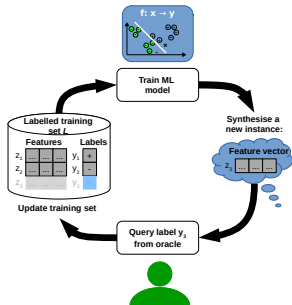 f: x → y
Train ML
model
Labelled training
set L
Features Labels
z₁ ... ... ... y₁ +
z₂ ... ... ... y₂ -
z₃ ... ... ... y₃
Update training set
Synthesise a
new instance:
Feature vector
z₃ ... ... ...
Query label y₃
from oracle